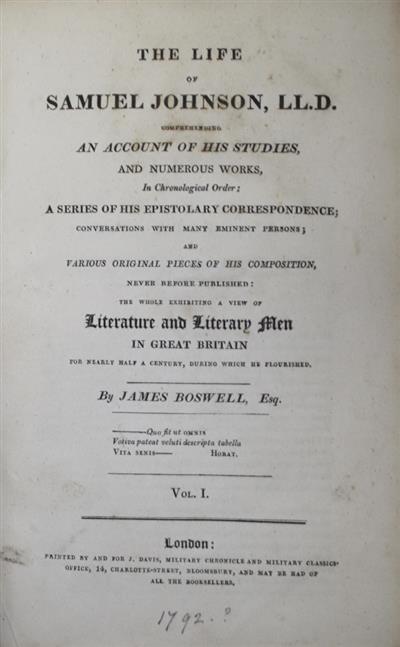 THE LIFE
OF
SAMUEL JOHNSON, LL.D.
COMPREHENDING
AN ACCOUNT OF HIS STUDIES,
AND NUMEROUS WORKS,
In Chronological Order;
A SERIES OF HIS EPISTOLARY CORRESPONDENCE;
CONVERSATIONS WITH MANY EMINENT PERSONS;
AND
VARIOUS ORIGINAL PIECES OF HIS COMPOSITION,
NEVER BEFORE PUBLISHED:
THE WHOLE EXHIBITING A VIEW OF
Literature and Literary Men
IN GREAT BRITAIN
FOR NEARLY HALF A CENTURY, DURING WHICH HE FLOURISHED.
By JAMES BOSWELL, Esq.
———Quo fit ut OMNIS
Votiva pateat veluti descripta tabella
VITA SENIS—— HORAT.
VOL. I.
London:
PRINTED BY AND FOR J. DAVIS, MILITARY CHRONICLE AND MILITARY CLASSICS'
OFFICE, 14, CHARLOTTE-STREET, BLOOMSBURY, AND MAY BE HAD OF
ALL THE BOOKSELLERS.
1792.?